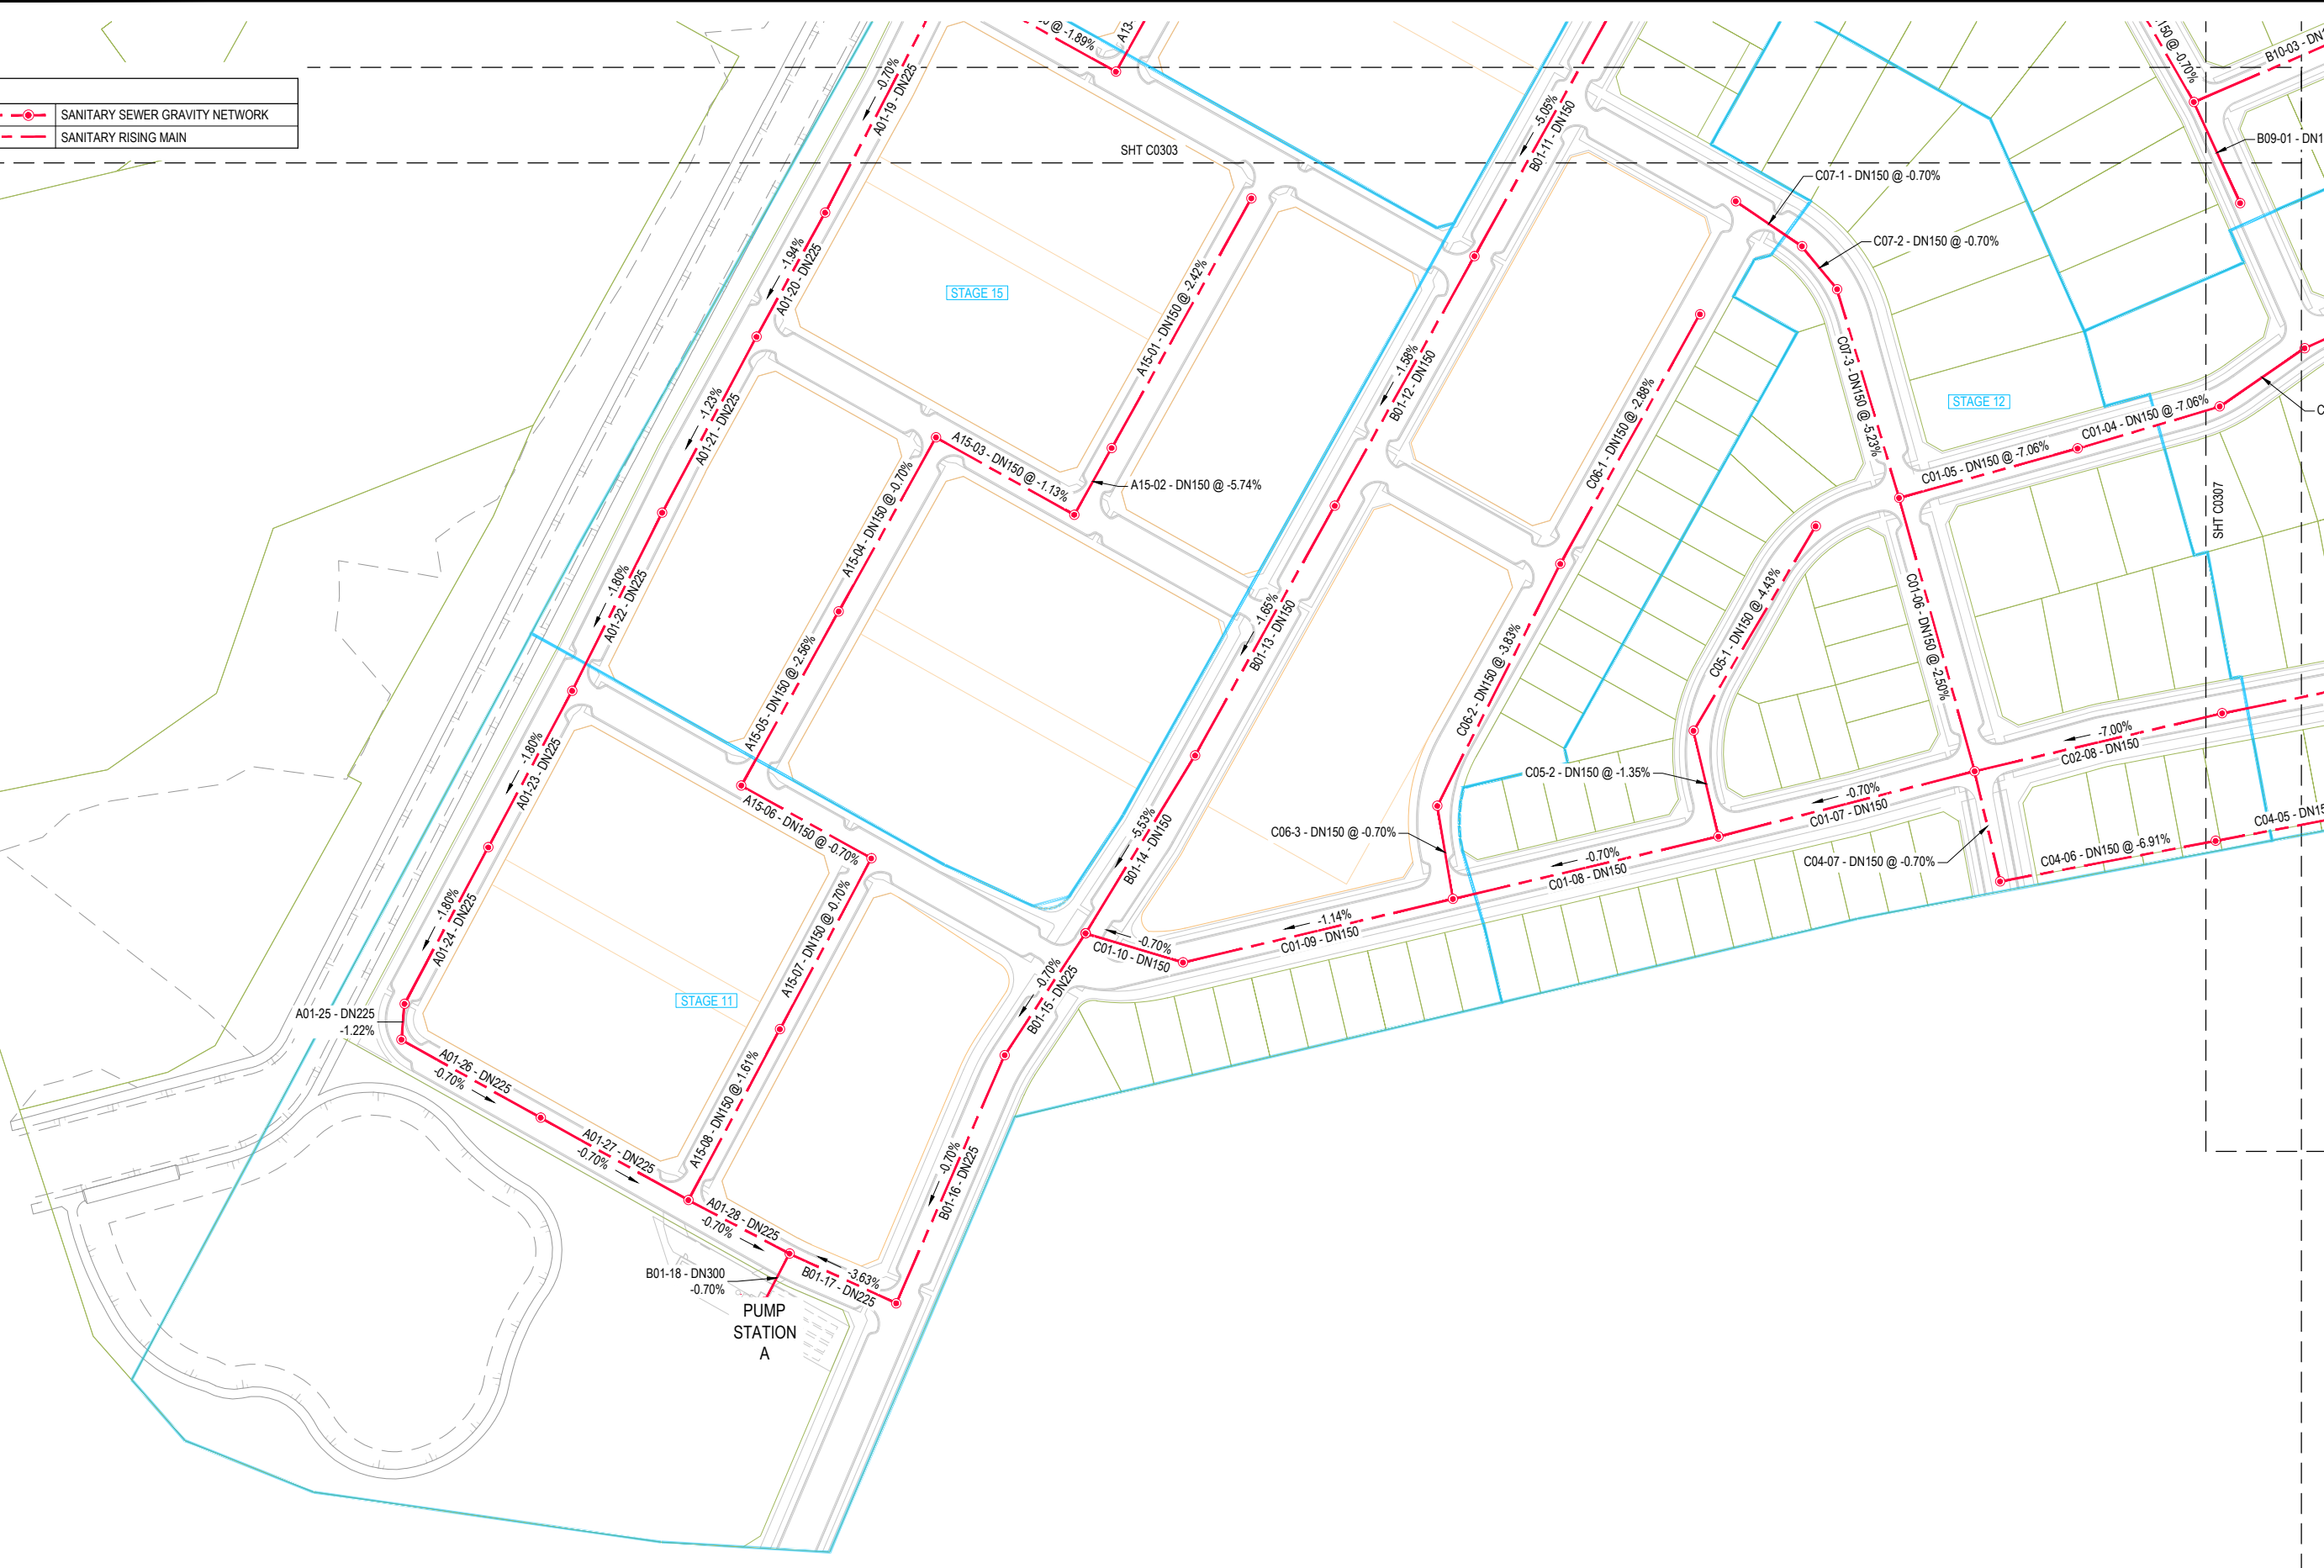 SANITARY SEWER GRAVITY NETWORK
SANITARY RISING MAIN
@ -1.89%
A13-
-0.70%
A01-19 - DN225
SHT C0303
-5.05%
B01-11 - DN150
150 @ -0.70%
B10-03 - DN
B09-01 - DN1
C07-1 - DN150 @ -0.70%
C07-2 - DN150 @ -0.70%
-1.94%
A01-20 - DN225
STAGE 15
A15-01 - DN150 @ -2.42%
-1.58%
B01-12 - DN150
C07-3 - DN150 @ -5.23%
STAGE 12
C01-04 - DN150 @ -7.06%
C
-1.23%
A01-21 - DN225
C06-1 - DN150 @ -2.88%
A15-03 - DN150 @ -1.13%
A15-02 - DN150 @ -5.74%
C01-05 - DN150 @ -7.06%
SHT C0307
A15-04 - DN150 @ -0.70%
-1.80%
A01-22 - DN225
-1.65%
B01-13 - DN150
C05-1 - DN150 @ -4.43%
C01-06 - DN150 @ -2.50%
A15-05 - DN150 @ -2.56%
C06-2 - DN150 @ -3.83%
-1.80%
A01-23 - DN225
-7.00%
C02-08 - DN150
C05-2 - DN150 @ -1.35%
-0.70%
C01-07 - DN150
A15-06 - DN150 @ -0.70%
-5.53%
B01-14 - DN150
C06-3 - DN150 @ -0.70%
-0.70%
C01-08 - DN150
C04-07 - DN150 @ -0.70%
C04-06 - DN150 @ -6.91%
C04-05 - DN15
-1.80%
A01-24 - DN225
A15-07 - DN150 @ -0.70%
-1.14%
C01-09 - DN150
-0.70%
C01-10 - DN150
STAGE 11
-0.70%
B01-15 - DN225
A01-25 - DN225
-1.22%
A01-26 - DN225
-0.70%
A15-08 - DN150 @ -1.61%
A01-27 - DN225
-0.70%
-0.70%
B01-16 - DN225
A01-28 - DN225
-0.70%
B01-18 - DN300
-0.70%
-3.63%
B01-17 - DN225
PUMP
STATION
A